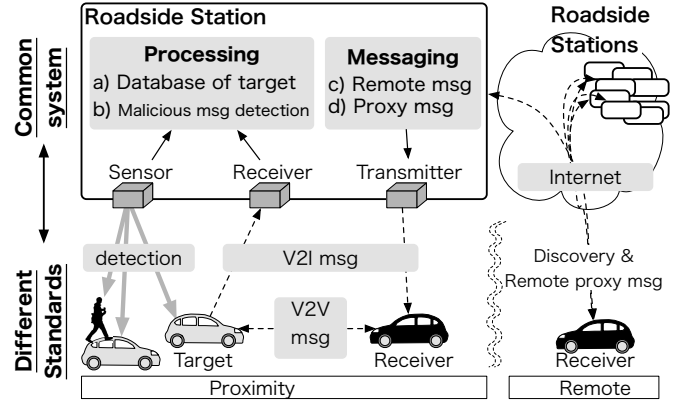 Roadside Station
Processing
a) Database of target
b) Malicious msg detection
Messaging
c) Remote msg
d) Proxy msg
Roadside
Stations
Common
system
Sensor
Receiver
Transmitter
Internet
detection
V2I msg
Discovery &
Remote proxy msg
V2V
msg
Different
Standards
Target
Receiver
Receiver
Proximity
Remote